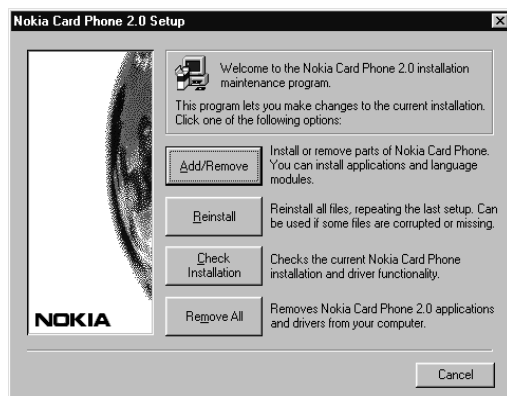 Nokia Card Phone 2.0 Setup
Welcome to the Nokia Card Phone 2.0 installation
maintenance program.
This program lets you make changes to the current installation.
Click one of the following options:
Add/Remove
Install or remove parts of Nokia Card Phone.
You can install applications and language
modules.
Reinstall
Reinstall all files, repeating the last setup. Can
be used if some files are corrupted or missing.
Check
Installation
Checks the current Nokia Card Phone
installation and driver functionality.
Remove All
Removes Nokia Card Phone 2.0 applications
and drivers from your computer.
NOKIA
Cancel